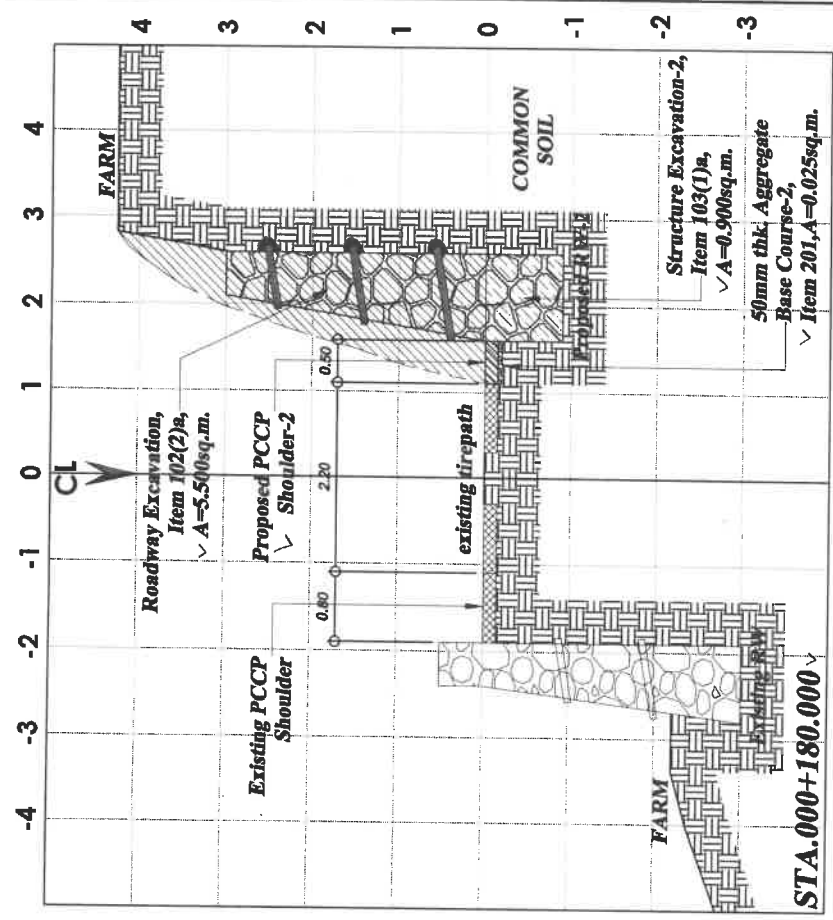 -4
-3
-2
-1
0
1
2
3
4
CL
4
3
2
1
0
-1
-2
-3
Roadway Excavation,
Item 102(2)a,
✓ A=5.500sq.m.
FARM
Proposed PCCP
✓ Shoulder-2
Existing PCCP
Shoulder
0.80
2.20
0.50
existing tirepath
COMMON
SOIL
Proposed RW-2
Structure Excavation-2,
Item 103(1)a,
✓ A=0.900sq.m.
50mm thk. Aggregate
Base Course-2,
✓ Item 201,A=0.025sq.m.
FARM
Existing RW
STA.000+180.000 ✓